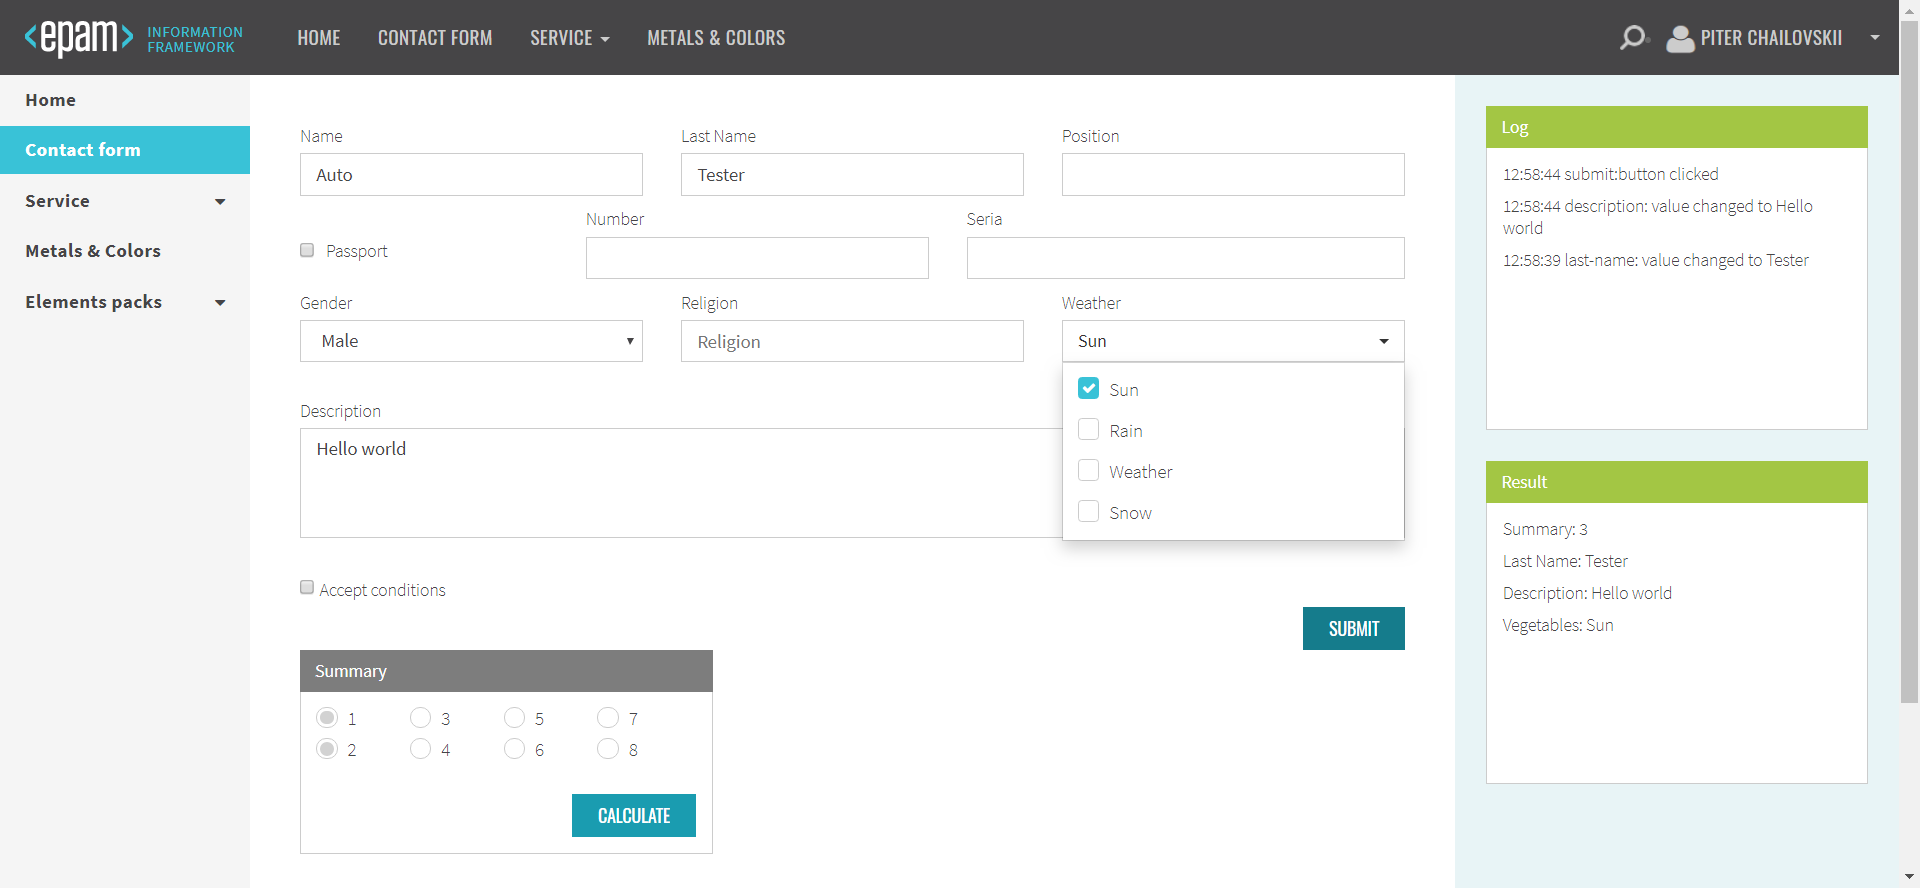 <epam> INFORMATION
FRAMEWORK
HOME CONTACT FORM SERVICE METALS & COLORS
PITER CHAILOVSKII
Home
Contact form
Service
Metals & Colors
Elements packs
Name Last Name Position
Auto Tester
Passport
Number Seria
Gender Religion Weather
Male Religion Sun
Sun
Rain
Weather
Snow
Description
Hello world
Accept conditions
SUBMIT
Summary
1 3 5 7
2 4 6 8
CALCULATE
Log
12:58:44 submit:button clicked
12:58:44 description: value changed to Hello
world
12:58:39 last-name: value changed to Tester
Result
Summary: 3
Last Name: Tester
Description: Hello world
Vegetables: Sun